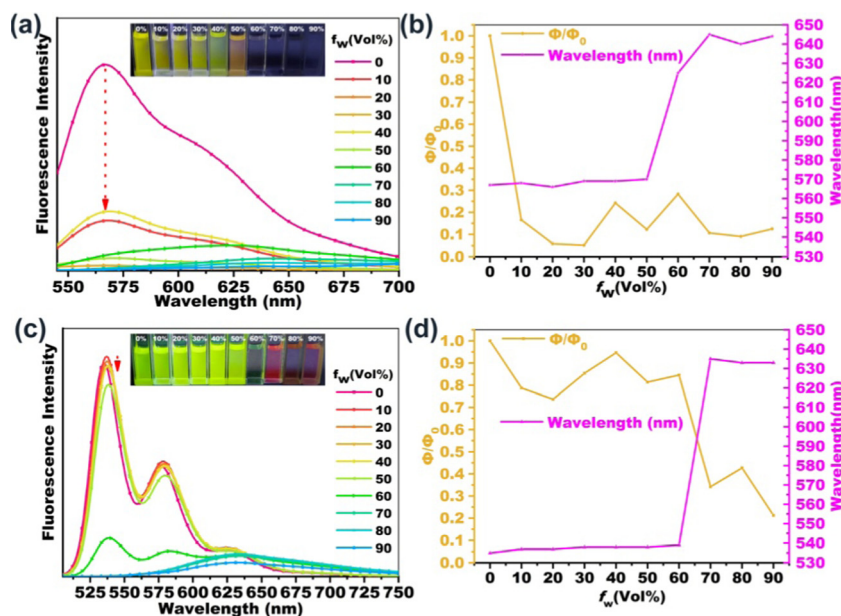 (a)
0% 10% 20% 30% 40% 50% 60% 70% 80% 90%
fw(Vol%)
0
10
20
30
40
50
60
70
80
90
Fluorescence Intensity
550 575 600 625 650 675 700
Wavelength (nm)
(b)
Φ/Φ0
Wavelength (nm)
1.0
0.9
0.8
0.7
0.6
0.5
0.4
0.3
0.2
0.1
0.0
Φ/Φ0
650
640
630
620
610
600
590
580
570
560
550
540
530
Wavelength(nm)
0 10 20 30 40 50 60 70 80 90
fw(Vol%)
(c)
0% 10% 20% 30% 40% 50% 60% 70% 80% 90%
fw(Vol%)
0
10
20
30
40
50
60
70
80
90
Fluorescence Intensity
525 550 575 600 625 650 675 700 725 750
Wavelength (nm)
(d)
Φ/Φ0
Wavelength (nm)
1.0
0.9
0.8
0.7
0.6
0.5
0.4
0.3
0.2
0.1
0.0
Φ/Φ0
650
640
630
620
610
600
590
580
570
560
550
540
530
Wavelength(nm)
0 10 20 30 40 50 60 70 80 90
fw(Vol%)